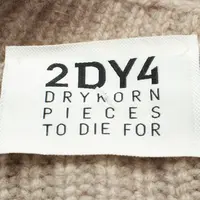 2DY4
DRYKORN
PIECES
TO DIE FOR